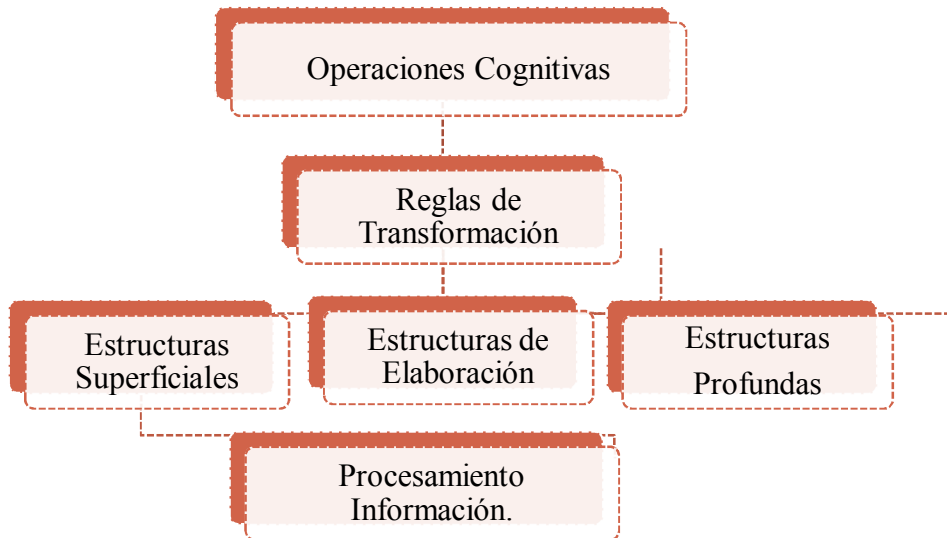 Operaciones Cognitivas
Reglas de
Transformación
Estructuras
Superficiales
Estructuras de
Elaboración
Estructuras
Profundas
Procesamiento
Información.